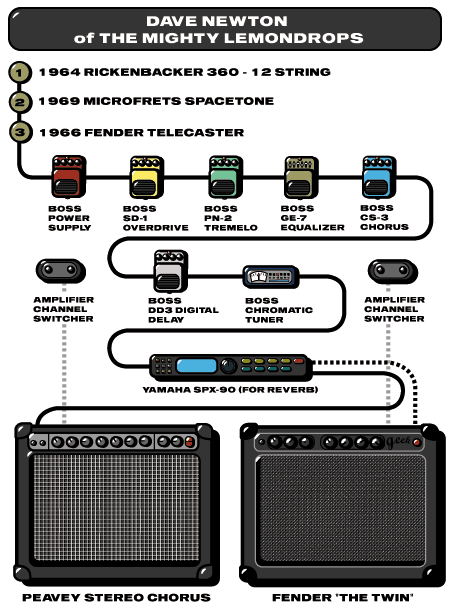 DAVE NEWTON
of THE MIGHTY LEMONDROPS
1 1964 RICKENBACKER 360 - 12 STRING
2 1969 MICROFRETS SPACETONE
3 1966 FENDER TELECASTER
BOSS
POWER
SUPPLY
BOSS
SD-1
OVERDRIVE
BOSS
PN-2
TREMELO
BOSS
GE-7
EQUALIZER
BOSS
CS-3
CHORUS
AMPLIFIER
CHANNEL
SWITCHER
BOSS
DD3 DIGITAL
DELAY
BOSS
CHROMATIC
TUNER
AMPLIFIER
CHANNEL
SWITCHER
YAMAHA SPX-90 (FOR REVERB)
geek
PEAVEY STEREO CHORUS
FENDER 'THE TWIN'